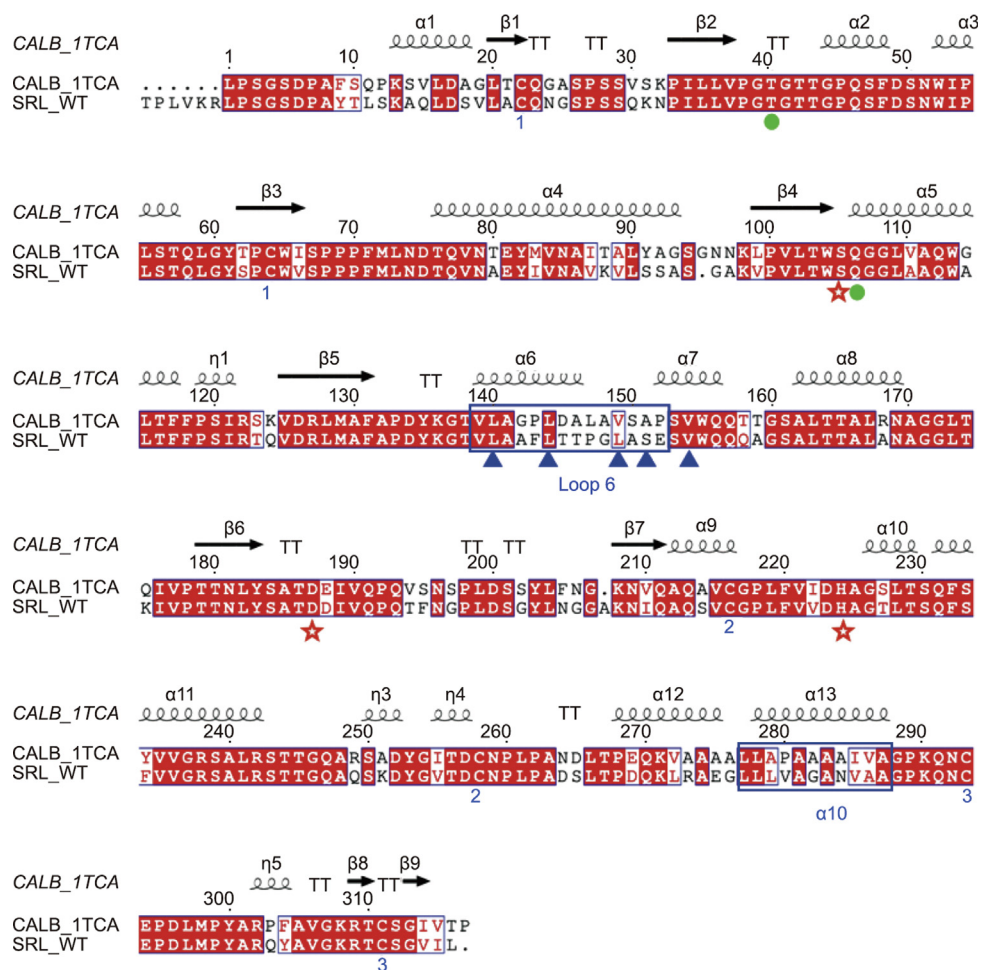 α1 β1 TT TT β2 TT α2 α3
CALB_1TCA
1 10 20 30 40 50
CALB_1TCA ......LPSGSDPAFSQPKSVLDAGLTCQGASPSSVSKPILLVPGTGTTGPQSFDSNWIP
SRL_WT TPLVKRLPSGSDPAYTLSKAQLDSVLACQNGSPSSQKNPILLVPGTGTTGPQSFDSNWIP
1
β3 α4 β4 α5
CALB_1TCA
60 70 80 90 100 110
CALB_1TCA LSTQLGYTPCWISPPPFMLNDTQVNTEYMVNAITALYAGSGNNKLPVLTWSQGGLVAQWG
SRL_WT LSTQLGYSPCWVSPPPFMLNDTQVNAEYIVNAVKVLSSAS.GAKVPVLTWSQGGLAAQWA
1
η1 β5 TT α6 α7 α8
CALB_1TCA
120 130 140 150 160 170
CALB_1TCA LTFFPSIRSKVDRLMAFAPDYKGTVLAGPLDALAVSAPSVWQQTTGSALTTALRNAGGLT
SRL_WT LTFFPSIRTQVDRLMAFAPDYKGTVLAAFLTTPGLASESVWQQQAGSALTTALANAGGLT
Loop 6
β6 TT TT TT β7 α9 α10
CALB_1TCA
180 190 200 210 220 230
CALB_1TCA QIVPTTNLYSATDEIVQPQVSNSPLDSSYLFNG.KNVQAQAVCGPLFVIDHAGSLTSQFS
SRL_WT KIVPTTNLYSATDDIVQPQTFNGPLDSGYLNGGAKNIQAQSVCGPLFVVDHAGTLTSQFS
2
α11 η3 η4 TT α12 α13
CALB_1TCA
240 250 260 270 280 290
CALB_1TCA YVVGRSALRSTTGQARSADYGITDCNPLPANDLTPEQKVAAAALLAPAAAAIVAGPKQNC
SRL_WT FVVGRSALRSTTGQAQSKDYGVTDCNPLPADSLTPDQKLRAEGLLLVAGANVAAGPKQNC
2 3
α10
η5 TT β8 TT β9
CALB_1TCA
300 310
CALB_1TCA EPDLMPYARPFAVGKRTCSGIVTP
SRL_WT EPDLMPYARQYAVGKRTCSGVIL.
3